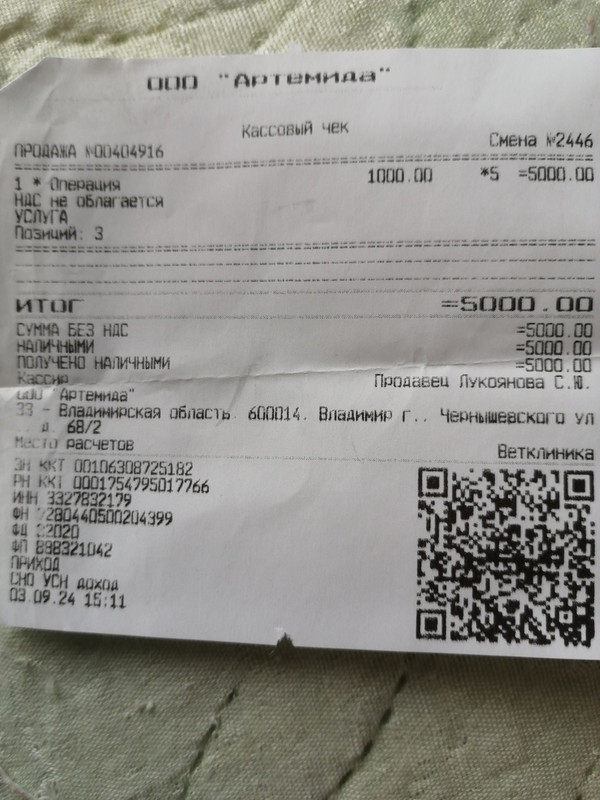 ООО "Артемида"
Кассовый чек
ПРОДАЖА №00404916 Смена №2446
1 * Операция 1000.00 *5 =5000.00
НДС не облагается
УСЛУГА
Позиций: 3
ИТОГ =5000.00
СУММА БЕЗ НДС =5000.00
НАЛИЧНЫМИ =5000.00
ПОЛУЧЕНО НАЛИЧНЫМИ =5000.00
Кассир Продавец Лукоянова С.Ю.
ООО "Артемида"
33 - Владимирская область, 600014, Владимир г., Чернышевского ул
д. 68/2
Место расчетов Ветклиника
ЗН ККТ 00106308725182
РН ККТ 0001754795017766
ИНН 3327832179
ФН 7280440500204399
ФД 2020
ФП 898321042
ПРИХОД
СНО УСН доход
03.09.24 15:11